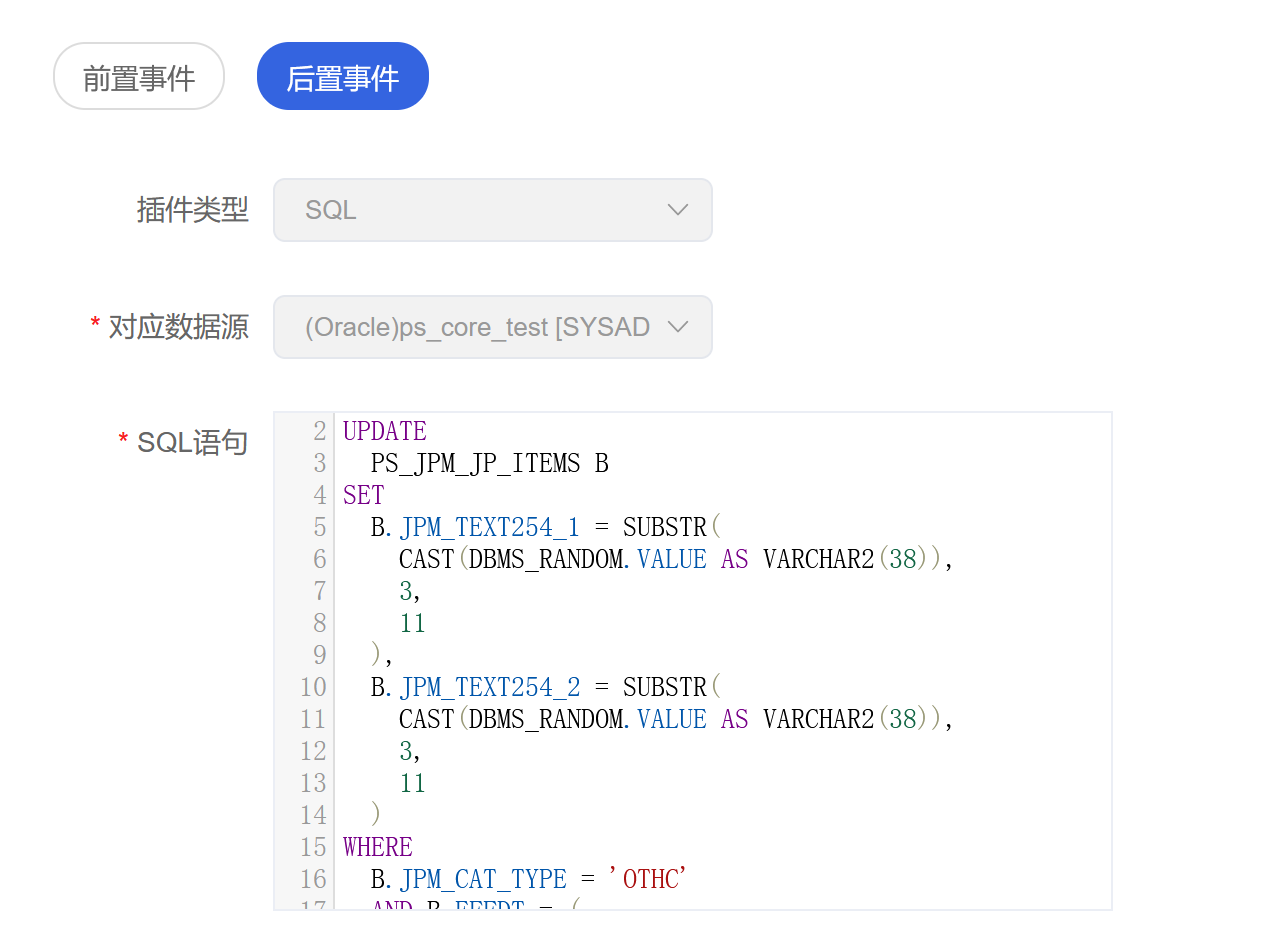 前置事件 后置事件
插件类型 SQL
* 对应数据源 (Oracle)ps_core_test [SYSAD
* SQL语句
2 UPDATE
3   PS_JPM_JP_ITEMS B
4 SET
5   B.JPM_TEXT254_1 = SUBSTR(
6     CAST(DBMS_RANDOM.VALUE AS VARCHAR2(38)),
7     3,
8     11
9   ),
10   B.JPM_TEXT254_2 = SUBSTR(
11     CAST(DBMS_RANDOM.VALUE AS VARCHAR2(38)),
12     3,
13     11
14   )
15 WHERE
16   B.JPM_CAT_TYPE = 'OTHC'
17   AND B.EFFDT = (